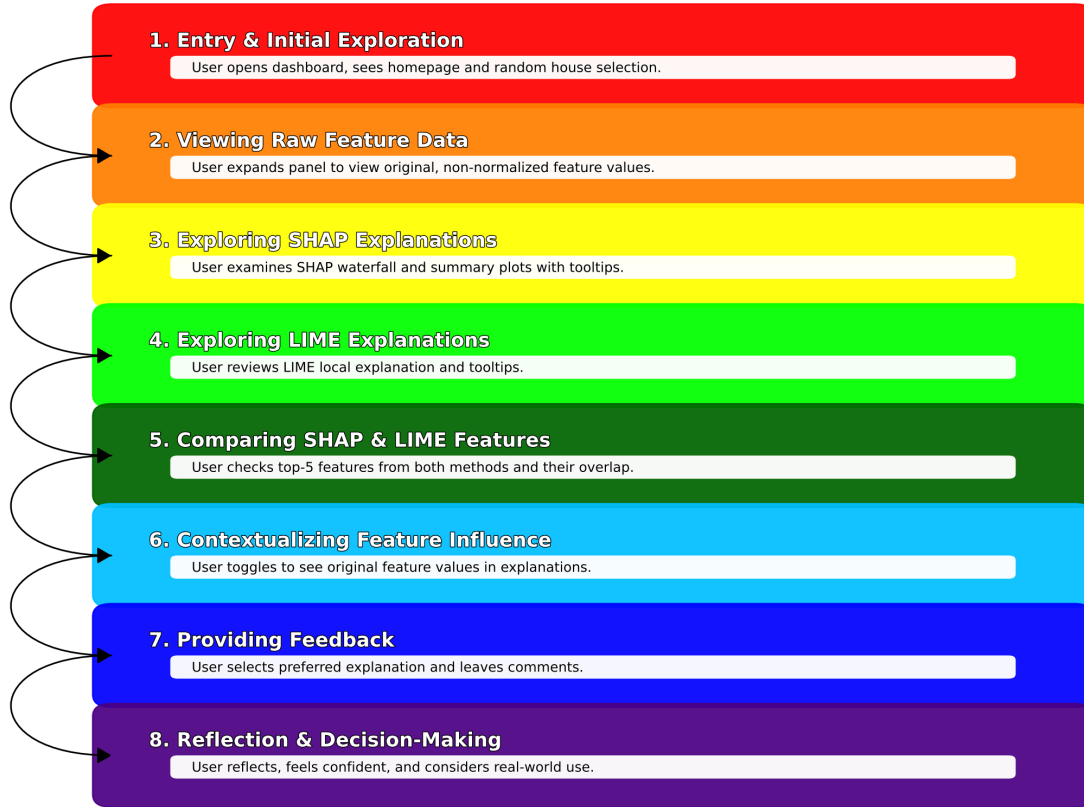 1. Entry & Initial Exploration
User opens dashboard, sees homepage and random house selection.
2. Viewing Raw Feature Data
User expands panel to view original, non-normalized feature values.
3. Exploring SHAP Explanations
User examines SHAP waterfall and summary plots with tooltips.
4. Exploring LIME Explanations
User reviews LIME local explanation and tooltips.
5. Comparing SHAP & LIME Features
User checks top-5 features from both methods and their overlap.
6. Contextualizing Feature Influence
User toggles to see original feature values in explanations.
7. Providing Feedback
User selects preferred explanation and leaves comments.
8. Reflection & Decision-Making
User reflects, feels confident, and considers real-world use.